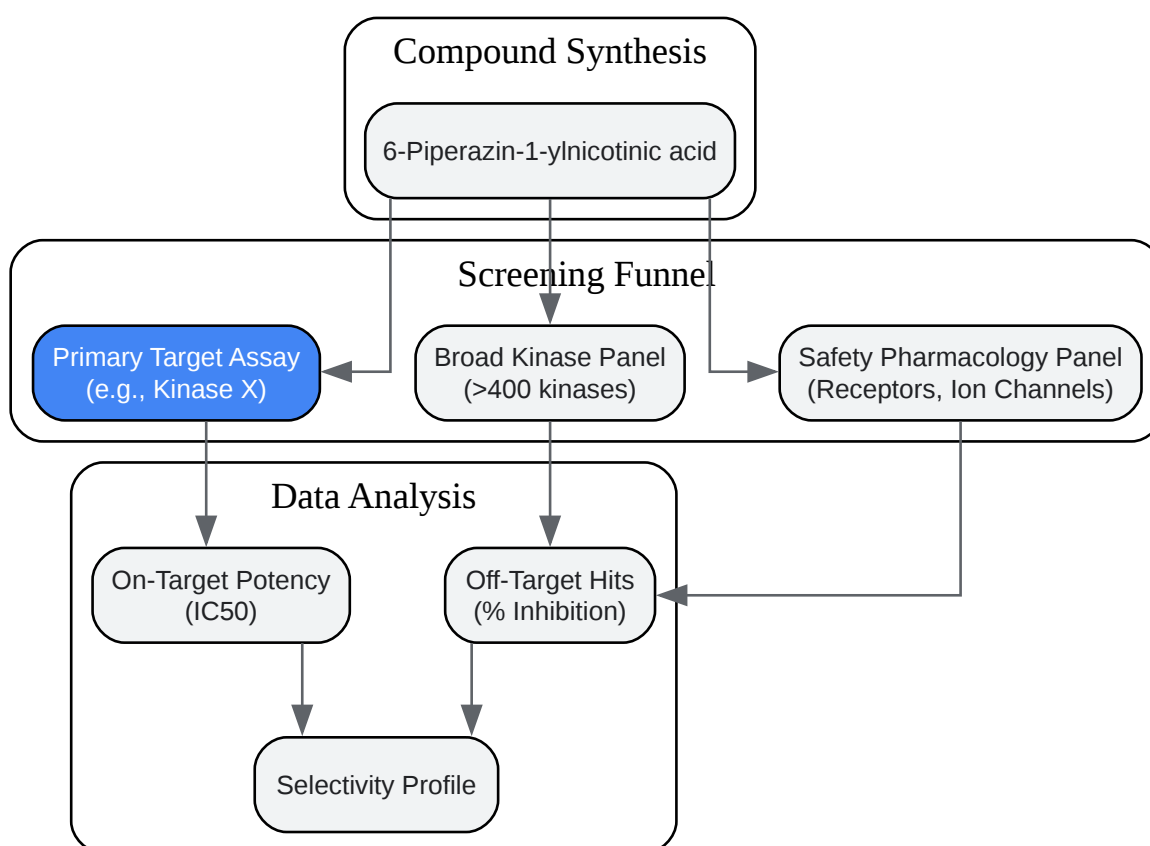 Compound Synthesis
6-Piperazin-1-ylnicotinic acid
Screening Funnel
Primary Target Assay
(e.g., Kinase X)
Broad Kinase Panel
(>400 kinases)
Safety Pharmacology Panel
(Receptors, Ion Channels)
Data Analysis
On-Target Potency
(IC50)
Off-Target Hits
(% Inhibition)
Selectivity Profile